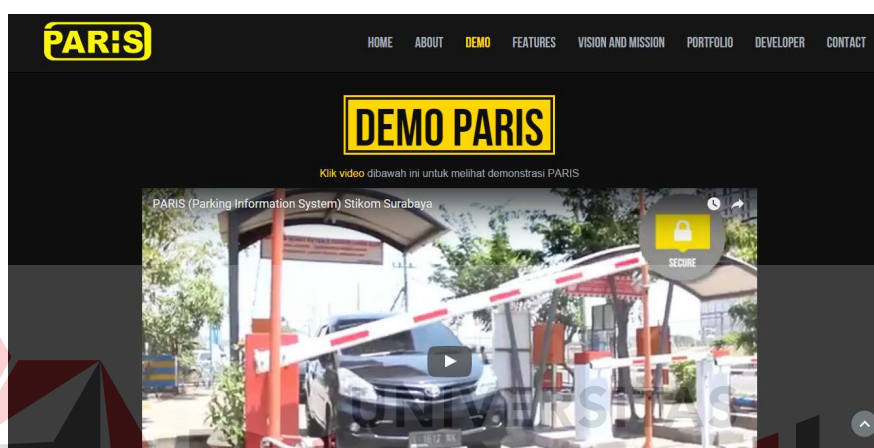 PARIS
HOME ABOUT DEMO FEATURES VISION AND MISSION PORTFOLIO DEVELOPER CONTACT
DEMO PARIS
Klik video dibawah ini untuk melihat demonstrasi PARIS
PARIS (Parking Information System) Stikom Surabaya
SECURE
UNIVERSITAS